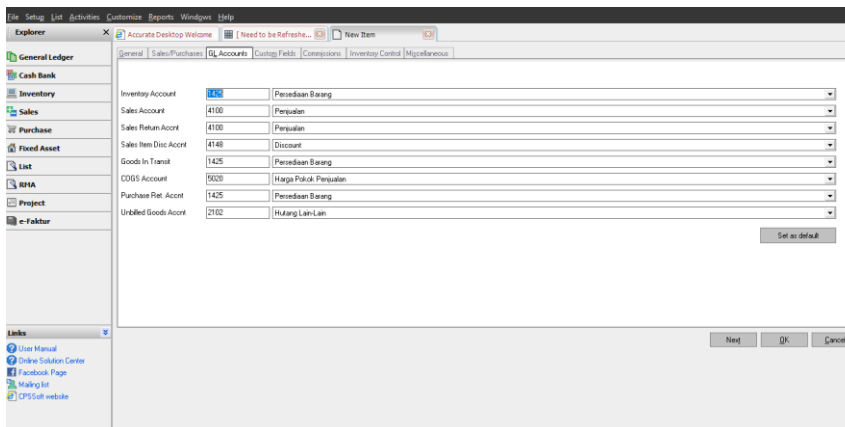 File Setup List Activities Customize Reports Windows Help
Explorer X Accurate Desktop Welcome [ Need to be Refreshe... New Item
General Sales/Purchases GL Accounts Custom Fields Commissions Inventory Control Miscellaneous
General Ledger
Cash Bank
Inventory
Sales
Purchase
Fixed Asset
List
RMA
Project
e-Faktur
Inventory Account 1425 Persediaan Barang
Sales Account 4100 Penjualan
Sales Return Accnt 4100 Penjualan
Sales Item Disc Accnt 4148 Discount
Goods In Transit 1425 Persediaan Barang
COGS Account 5020 Harga Pokok Penjualan
Purchase Ret. Accnt 1425 Persediaan Barang
Unbilled Goods Accnt 2102 Hutang Lain-Lain
Set as default
Next OK Cance
Links
User Manual
Online Solution Center
Facebook Page
Mailing list
CPSSoft website